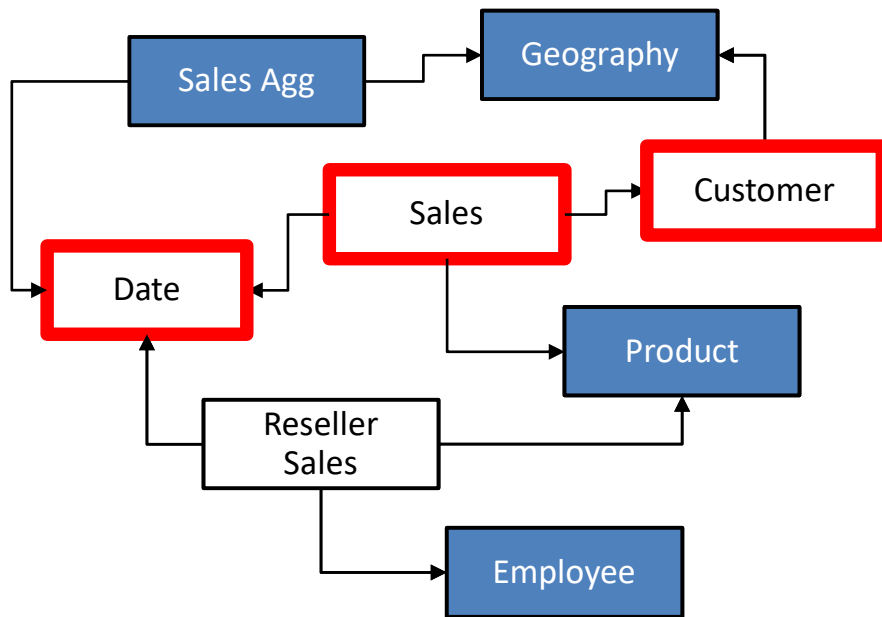 Geography
Sales Agg
Customer
Sales
Date
Product
Reseller
Sales
Employee